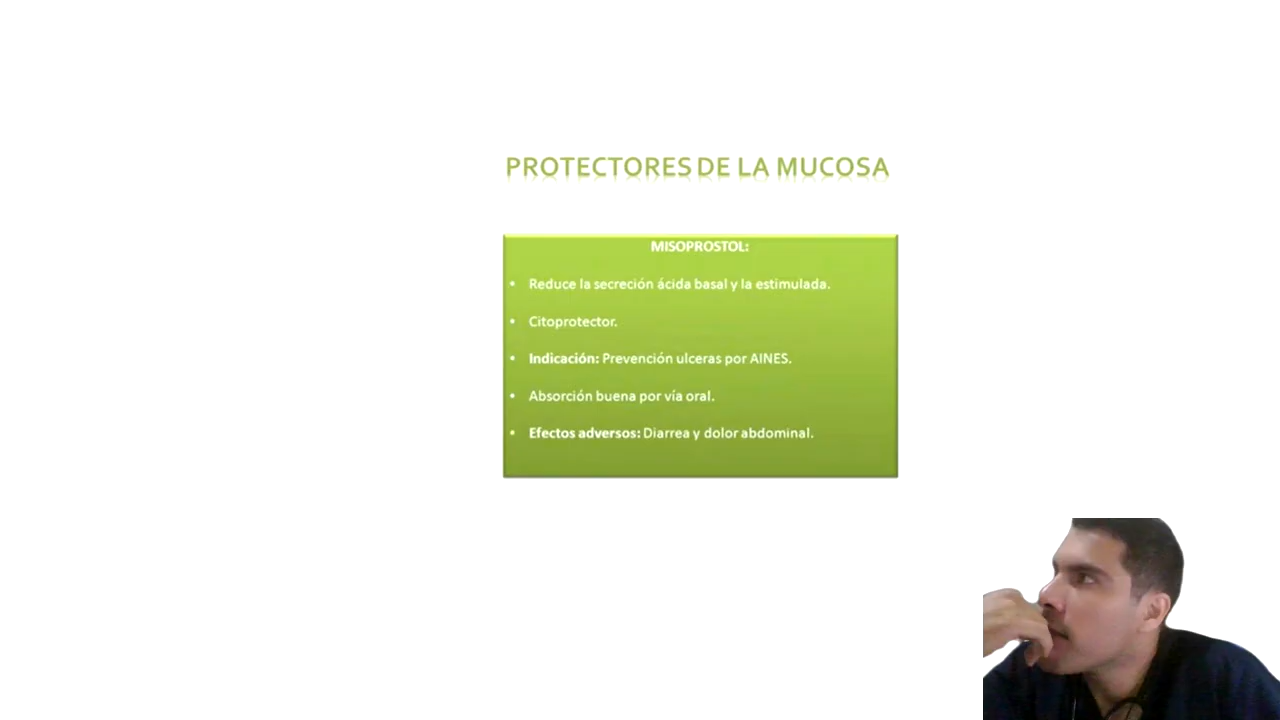 PROTECTORES DE LA MUCOSA
MISOPROSTOL:
• Reduce la secreción ácida basal y la estimulada.
• Citoprotector.
• Indicación: Prevención ulceras por AINES.
• Absorción buena por vía oral.
• Efectos adversos: Diarrea y dolor abdominal.